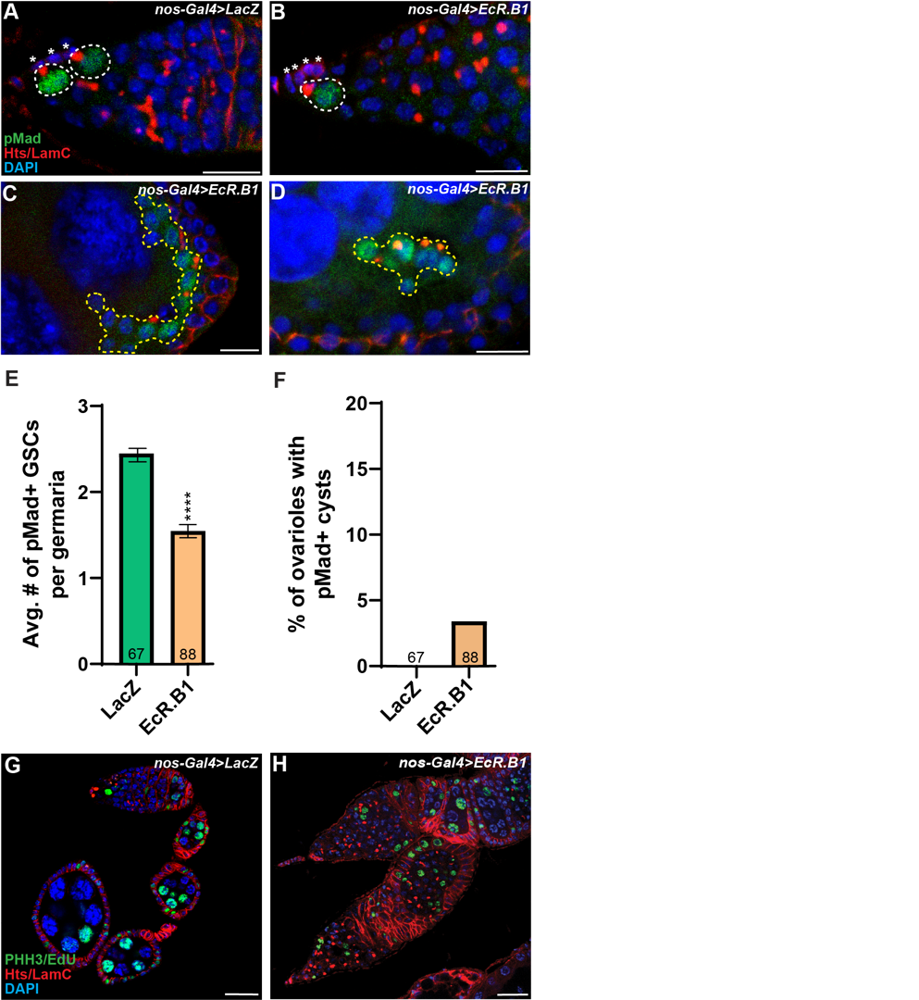 A
nos-Gal4>LacZ
* * *
pMad
Hts/LamC
DAPI
B
nos-Gal4>EcR.B1
* * * *
C
nos-Gal4>EcR.B1
D
nos-Gal4>EcR.B1
E
Avg. # of pMad+ GSCs
per germaria
3
2
1
0
****
67
88
LacZ
EcR.B1
F
% of ovarioles with
pMad+ cysts
20
15
10
5
0
67
88
LacZ
EcR.B1
G
nos-Gal4>LacZ
PHH3/EdU
Hts/LamC
DAPI
H
nos-Gal4>EcR.B1